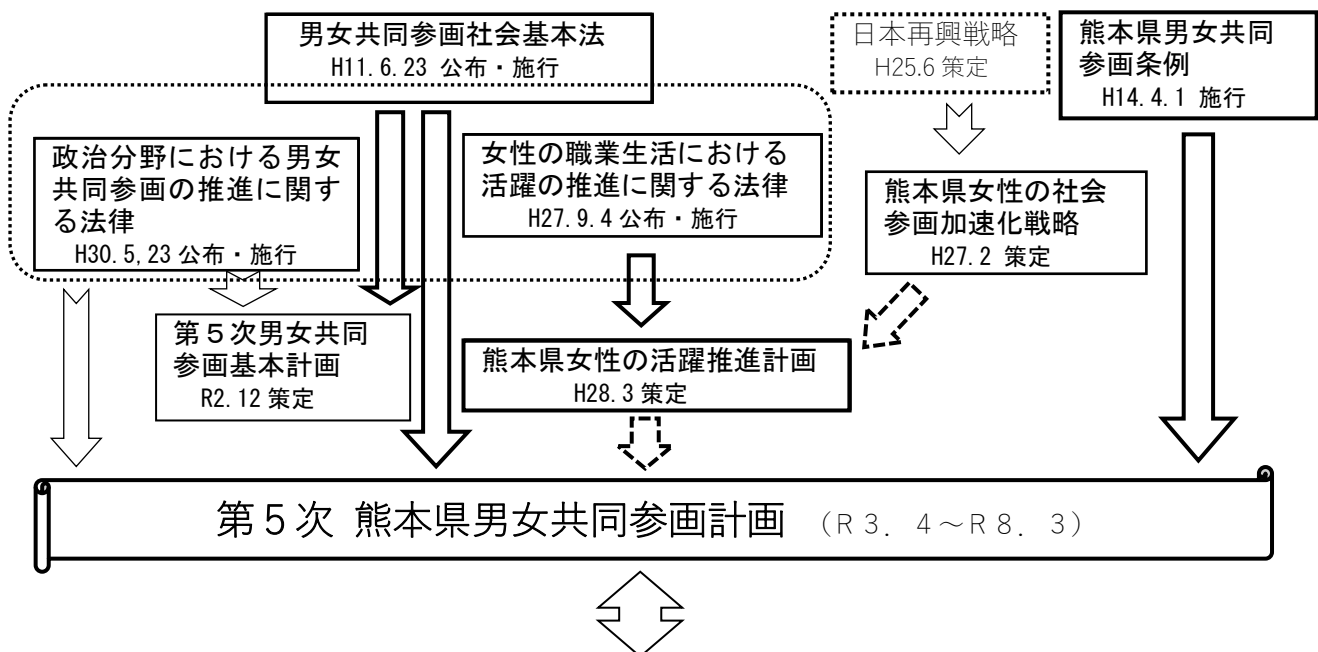 男女共同参画社会基本法
H11.6.23 公布・施行
日本再興戦略
H25.6 策定
熊本県男女共同
参画条例
H14.4.1 施行
政治分野における男女
共同参画の推進に関す
る法律
H30.5,23 公布・施行
女性の職業生活における
活躍の推進に関する法律
H27.9.4 公布・施行
熊本県女性の社会
参画加速化戦略
H27.2 策定
第５次男女共同
参画基本計画
R2.12 策定
熊本県女性の活躍推進計画
H28.3 策定
第５次 熊本県男女共同参画計画 （Ｒ３．４～Ｒ８．３）